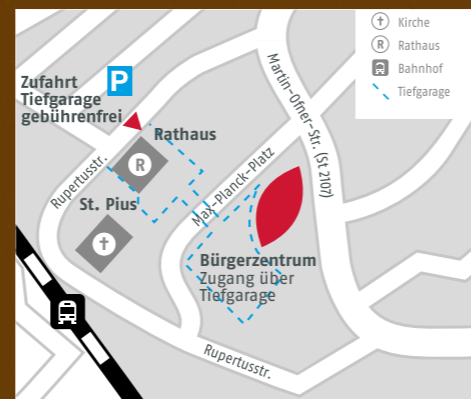 Kirche
R Rathaus
Bahnhof
Tiefgarage
P
Zufahrt
Tiefgarage
gebührenfrei
Rathaus
R
Rupertusstr.
St. Pius
Max-Planck-Platz
Martin-Ofner-Str. (St 2107)
Bürgerzentrum
Zugang über
Tiefgarage
Rupertusstr.